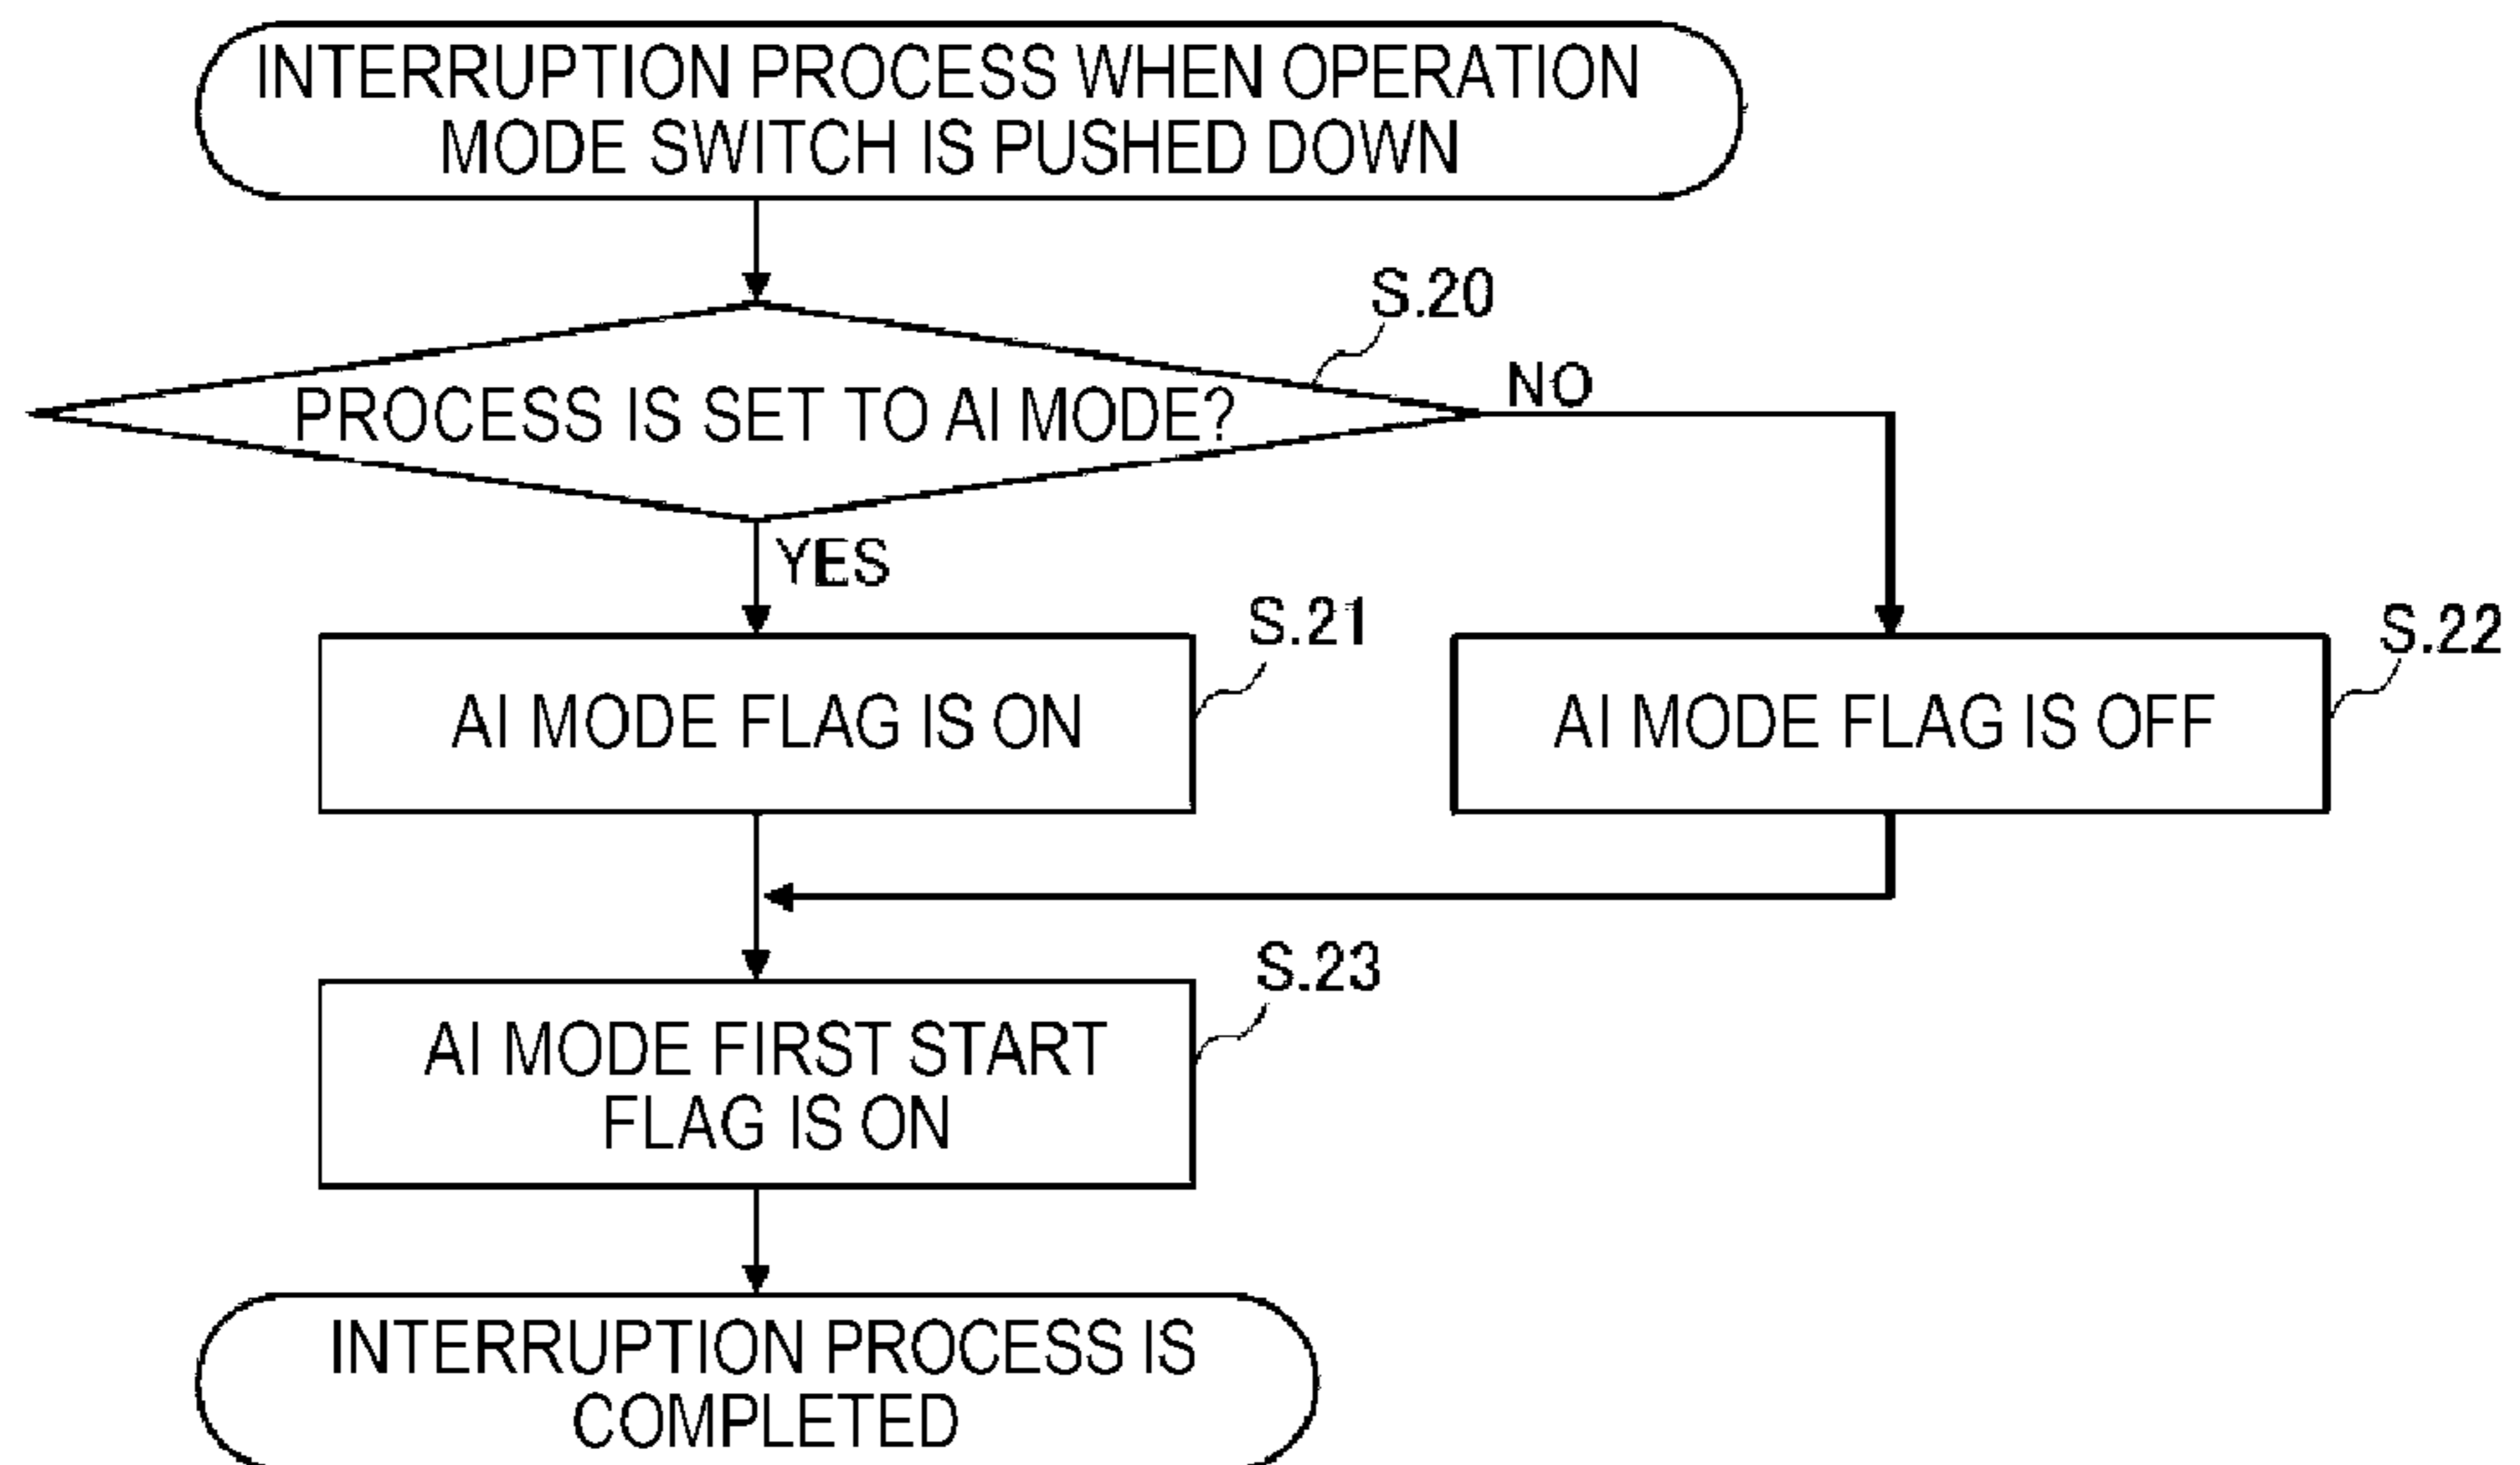 INTERRUPTION PROCESS WHEN OPERATION
MODE SWITCH IS PUSHED DOWN
S.20
PROCESS IS SET TO AI MODE?
NO
YES
S.21
S.22
AI MODE FLAG IS ON
AI MODE FLAG IS OFF
S.23
AI MODE FIRST START
FLAG IS ON
INTERRUPTION PROCESS IS
COMPLETED